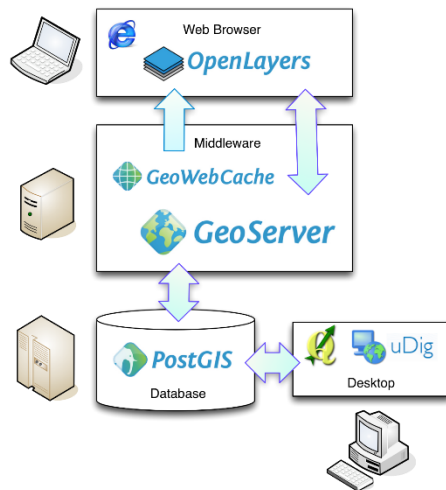 Web Browser
OpenLayers
Middleware
GeoWebCache
GeoServer
PostGIS
Database
uDig
Desktop